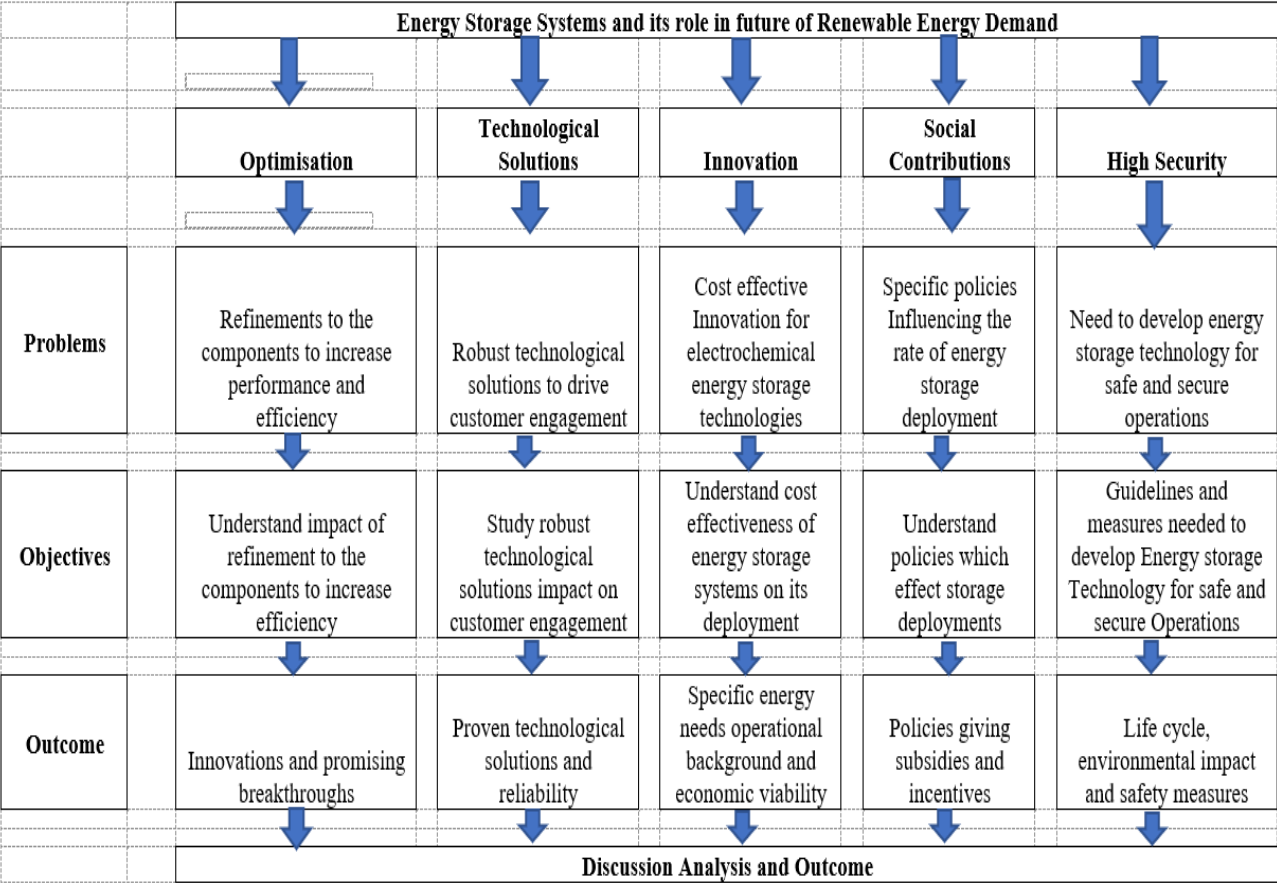 Energy Storage Systems and its role in future of Renewable Energy Demand
Optimisation
Technological
Solutions
Innovation
Social
Contributions
High Security
Problems
Refinements to the
components to increase
performance and
efficiency
Robust technological
solutions to drive
customer engagement
Cost effective
Innovation for
electrochemical
energy storage
technologies
Specific policies
Influencing the
rate of energy
storage
deployment
Need to develop energy
storage technology for
safe and secure
operations
Objectives
Understand impact of
refinement to the
components to increase
efficiency
Study robust
technological
solutions impact on
customer engagement
Understand cost
effectiveness of
energy storage
systems on its
deployment
Understand
policies which
effect storage
deployments
Guidelines and
measures needed to
develop Energy storage
Technology for safe and
secure Operations
Outcome
Innovations and promising
breakthroughs
Proven technological
solutions and
reliability
Specific energy
needs operational
background and
economic viability
Policies giving
subsidies and
incentives
Life cycle,
environmental impact
and safety measures
Discussion Analysis and Outcome